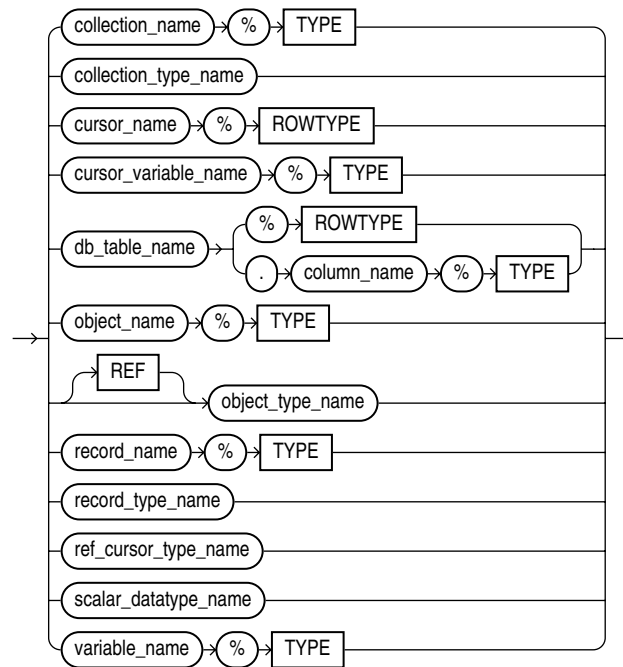 collection_name % TYPE
collection_type_name
cursor_name % ROWTYPE
cursor_variable_name % TYPE
% ROWTYPE
db_table_name
. column_name % TYPE
object_name % TYPE
REF
object_type_name
record_name % TYPE
record_type_name
ref_cursor_type_name
scalar_datatype_name
variable_name % TYPE